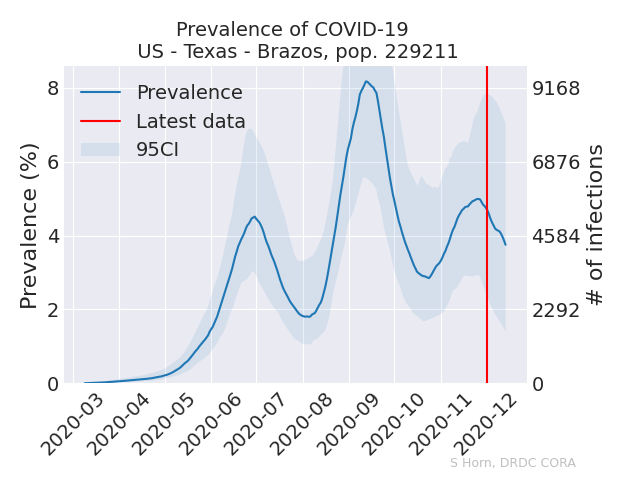 Prevalence of COVID-19
US - Texas - Brazos, pop. 229211
Prevalence
Latest data
95CI
Prevalence (%)
8
6
4
2
0
9168
6876
4584
2292
0
# of infections
2020-03
2020-04
2020-05
2020-06
2020-07
2020-08
2020-09
2020-10
2020-11
2020-12
S Horn, DRDC CORA